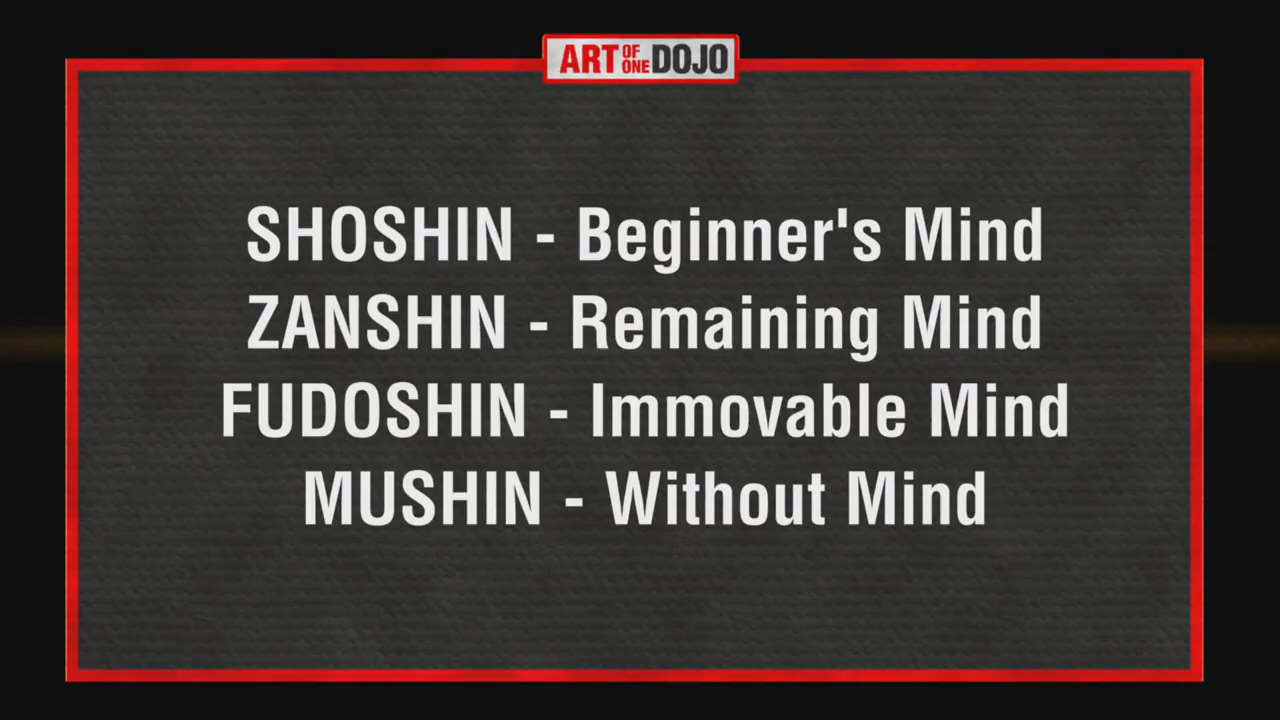 ART OF ONE DOJO
SHOSHIN - Beginner's Mind
ZANSHIN - Remaining Mind
FUDOSHIN - Immovable Mind
MUSHIN - Without Mind